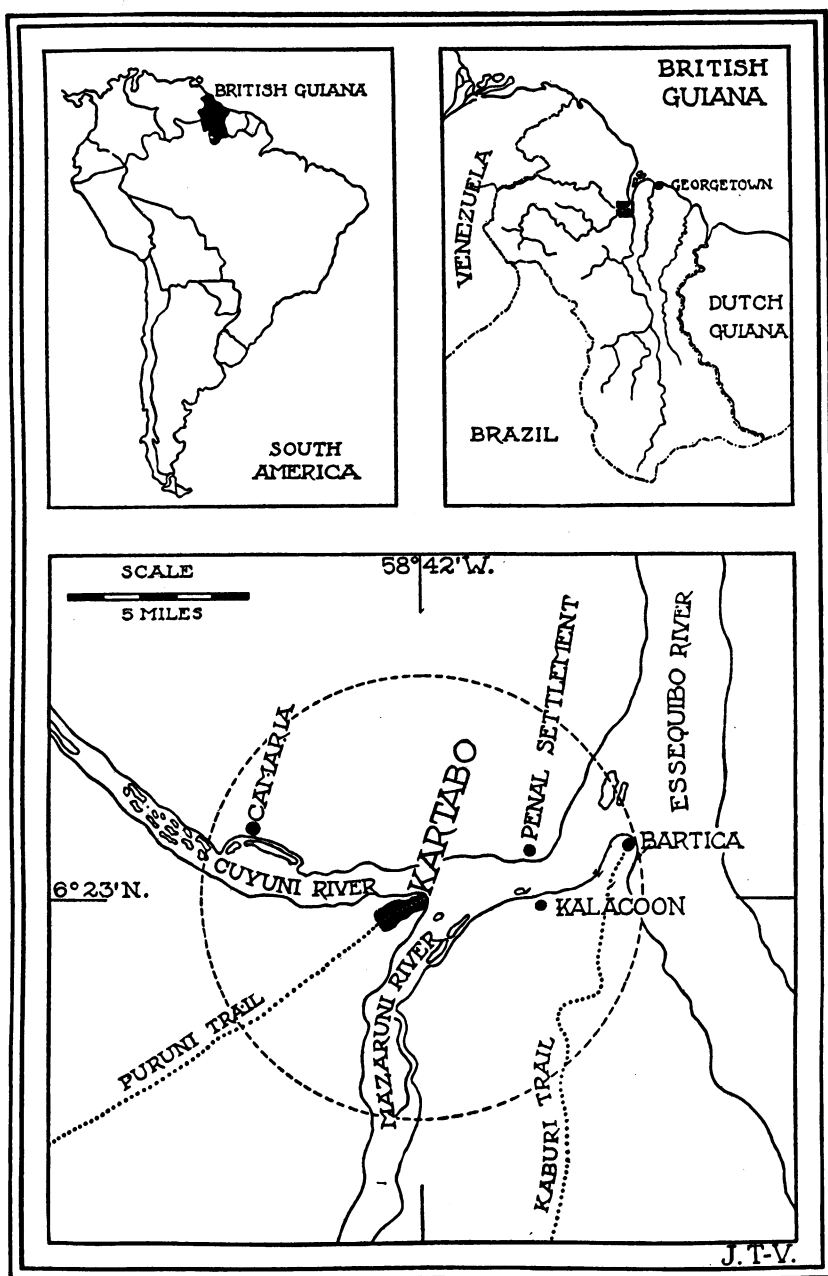 BRITISH GUIANA
SOUTH
AMERICA
BRITISH
GUIANA
VENEZUELA
GEORGETOWN
DUTCH
GUIANA
BRAZIL
SCALE
5 MILES
58°42'W.
PENAL SETTLEMENT
ESSEQUIBO RIVER
CAMARIA
KARTABO
BARTICA
CUYUNI RIVER
6°23'N.
KALACOON
MAZARUNI RIVER
PURUNI TRAIL
KABURI TRAIL
J.T-V.